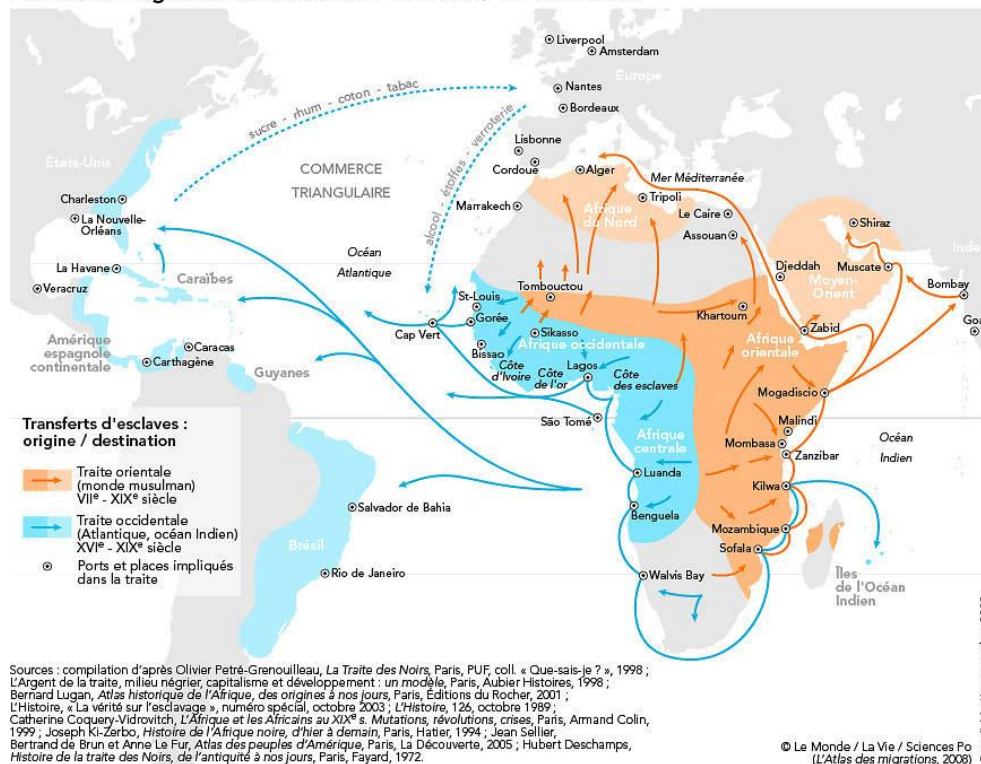 Liverpool
Amsterdam
Europe
Nantes
Bordeaux
sucre - rhum - coton - tabac
alcool - étoffes - verroterie
Lisbonne
Cordoue
COMMERCE
TRIANGULAIRE
États-Unis
Alger
Mer Méditerranée
Tripoli
Afrique
du Nord
Le Caire
Assouan
Marrakech
Shiraz
Charleston
La Nouvelle-
Orléans
Océan
Atlantique
Djeddah
Muscate
Moyen-
Orient
Bombay
La Havane
Caraïbes
Veracruz
St-Louis
Tombouctou
Khartoum
Zabid
Gorée
Cap Vert
Sikasso
Afrique occidentale
Afrique
orientale
Amérique
espagnole
continentale
Caracas
Carthagène
Guyanes
Bissao
Côte
d'Ivoire
Côte
de l'or
Lagos
Côte
des esclaves
Mogadiscio
São Tomé
Malindi
Mombasa
Zanzibar
Océan
Indien
Afrique
centrale
Luanda
Kilwa
Benguela
Mozambique
Sofala
Salvador de Bahia
Brésil
Rio de Janeiro
Walvis Bay
Îles
de l'Océan
Indien
Transferts d'esclaves :
origine / destination
Traite orientale
(monde musulman)
VIIe - XIXe siècle
Traite occidentale
(Atlantique, océan Indien)
XVIe - XIXe siècle
Ports et places impliqués
dans la traite
Sources : compilation d'après Olivier Petré-Grenouilleau, La Traite des Noirs, Paris, PUF, coll. « Que-sais-je ? », 1998 ;
L'Argent de la traite, milieu négrier, capitalisme et développement : un modèle, Paris, Aubier Histoires, 1998 ;
Bernard Lugan, Atlas historique de l'Afrique, des origines à nos jours, Paris, Éditions du Rocher, 2001 ;
L'Histoire, « La vérité sur l'esclavage », numéro spécial, octobre 2003 ; L'Histoire, 126, octobre 1989 ;
Catherine Coquery-Vidrovitch, L'Afrique et les Africains au XIXe s. Mutations, révolutions, crises, Paris, Armand Colin,
1999 ; Joseph Ki-Zerbo, Histoire de l'Afrique noire, d'hier à demain, Paris, Hatier, 1994 ; Jean Sellier,
Bertrand de Brun et Anne Le Fur, Atlas des peuples d'Amérique, Paris, La Découverte, 2005 ; Hubert Deschamps,
Histoire de la traite des Noirs, de l'antiquité à nos jours, Paris, Fayard, 1972.
© Le Monde / La Vie / Sciences Po
(L'Atlas des migrations, 2008)